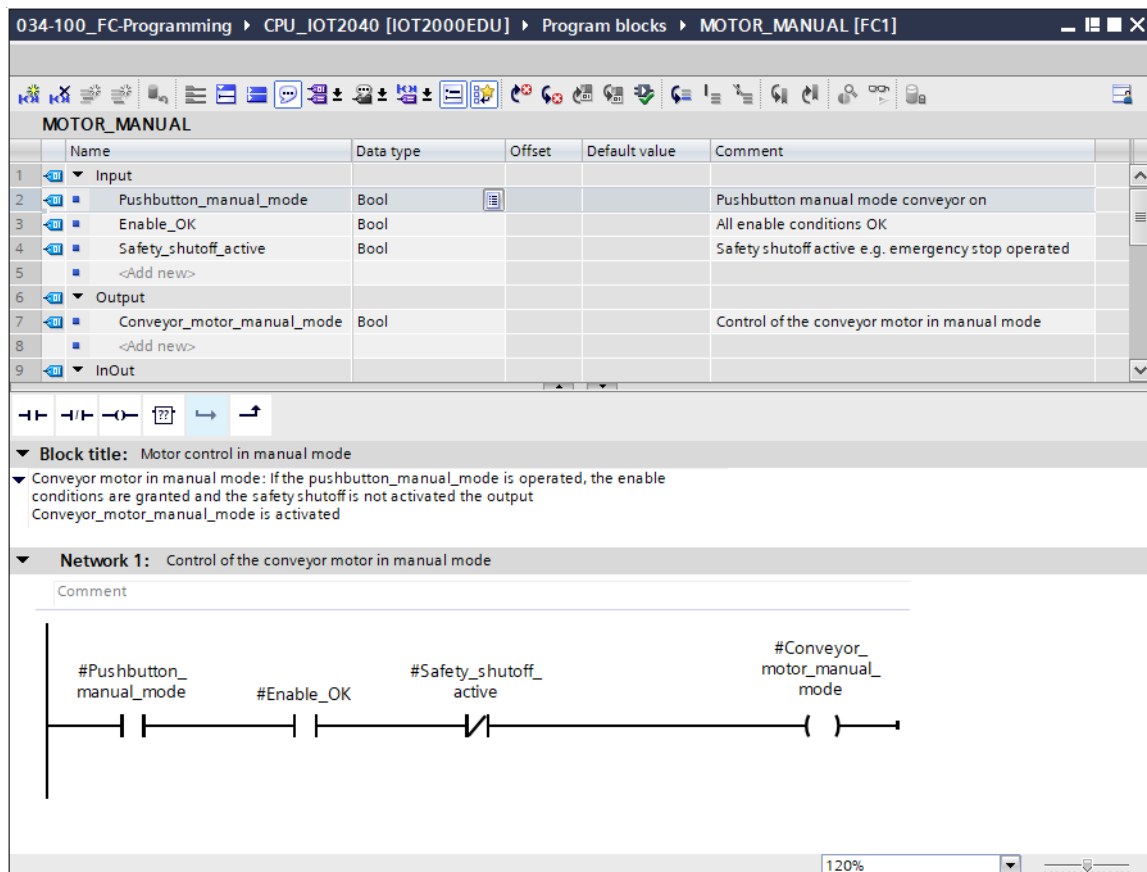 034-100_FC-Programming ▸ CPU_IOT2040 [IOT2000EDU] ▸ Program blocks ▸ MOTOR_MANUAL [FC1]
MOTOR_MANUAL
Name Data type Offset Default value Comment
1 Input
2 Pushbutton_manual_mode Bool Pushbutton manual mode conveyor on
3 Enable_OK Bool All enable conditions OK
4 Safety_shutoff_active Bool Safety shutoff active e.g. emergency stop operated
5 <Add new>
6 Output
7 Conveyor_motor_manual_mode Bool Control of the conveyor motor in manual mode
8 <Add new>
9 InOut
??
Block title: Motor control in manual mode
Conveyor motor in manual mode: If the pushbutton_manual_mode is operated, the enable
conditions are granted and the safety shutoff is not activated the output
Conveyor_motor_manual_mode is activated
Network 1: Control of the conveyor motor in manual mode
Comment
#Pushbutton_
manual_mode
#Enable_OK
#Safety_shutoff_
active
#Conveyor_
motor_manual_
mode
120%